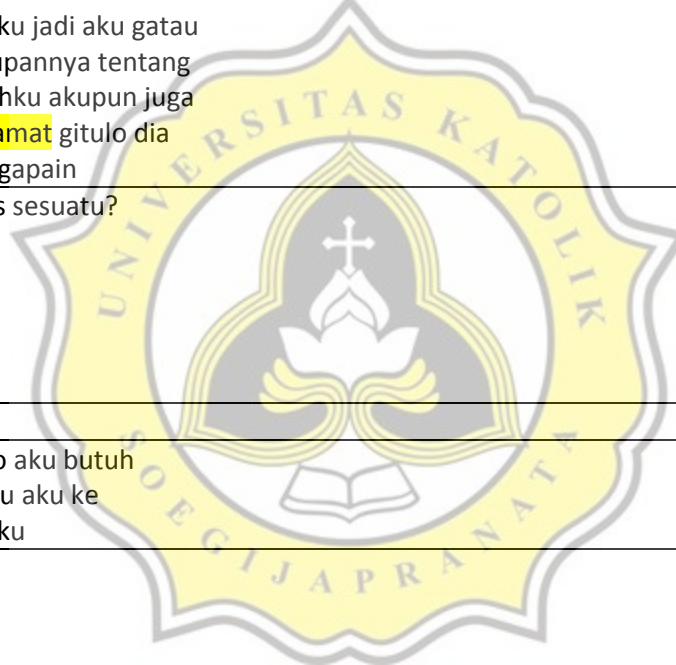 ku jadi aku gatau
upannya tentang
hku akupun juga
amat gitulo dia
gapain
s sesuatu?
aku butuh
u aku ke
ku
UNIVERSITAS KATOLIK
SOEGIJAPRANATA